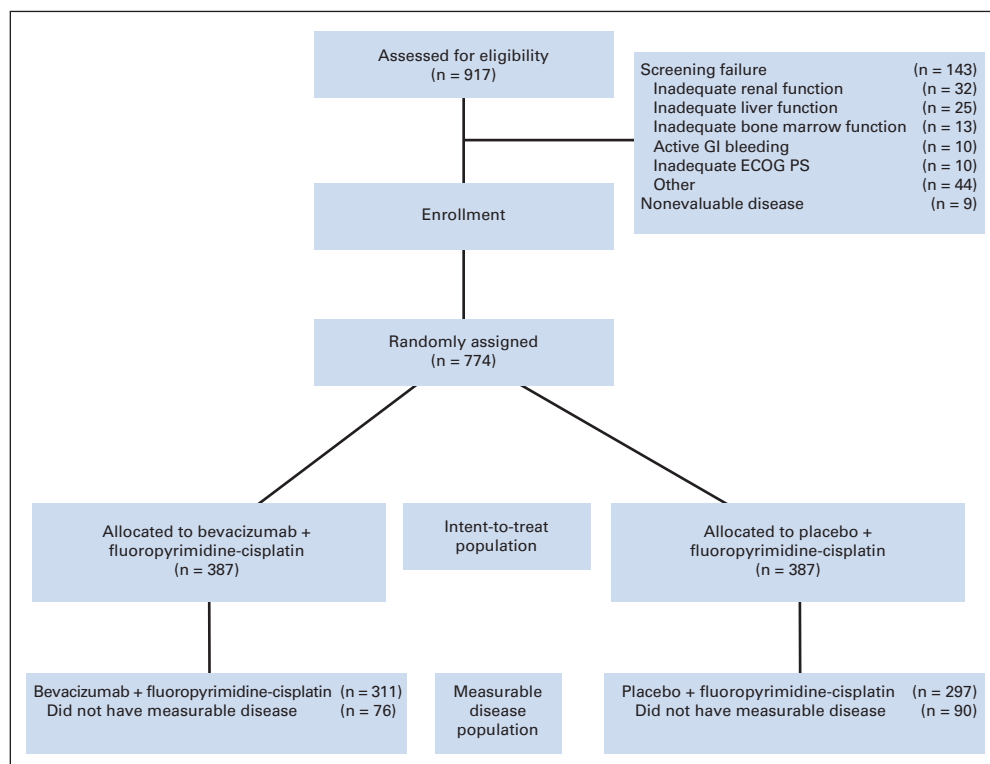 Assessed for eligibility
(n = 917)
Screening failure (n = 143)
Inadequate renal function (n = 32)
Inadequate liver function (n = 25)
Inadequate bone marrow function (n = 13)
Active GI bleeding (n = 10)
Inadequate ECOG PS (n = 10)
Other (n = 44)
Nonevaluable disease (n = 9)
Enrollment
Randomly assigned
(n = 774)
Allocated to bevacizumab +
fluoropyrimidine-cisplatin
(n = 387)
Intent-to-treat
population
Allocated to placebo +
fluoropyrimidine-cisplatin
(n = 387)
Bevacizumab + fluoropyrimidine-cisplatin (n = 311)
Did not have measurable disease (n = 76)
Measurable
disease
population
Placebo + fluoropyrimidine-cisplatin (n = 297)
Did not have measurable disease (n = 90)